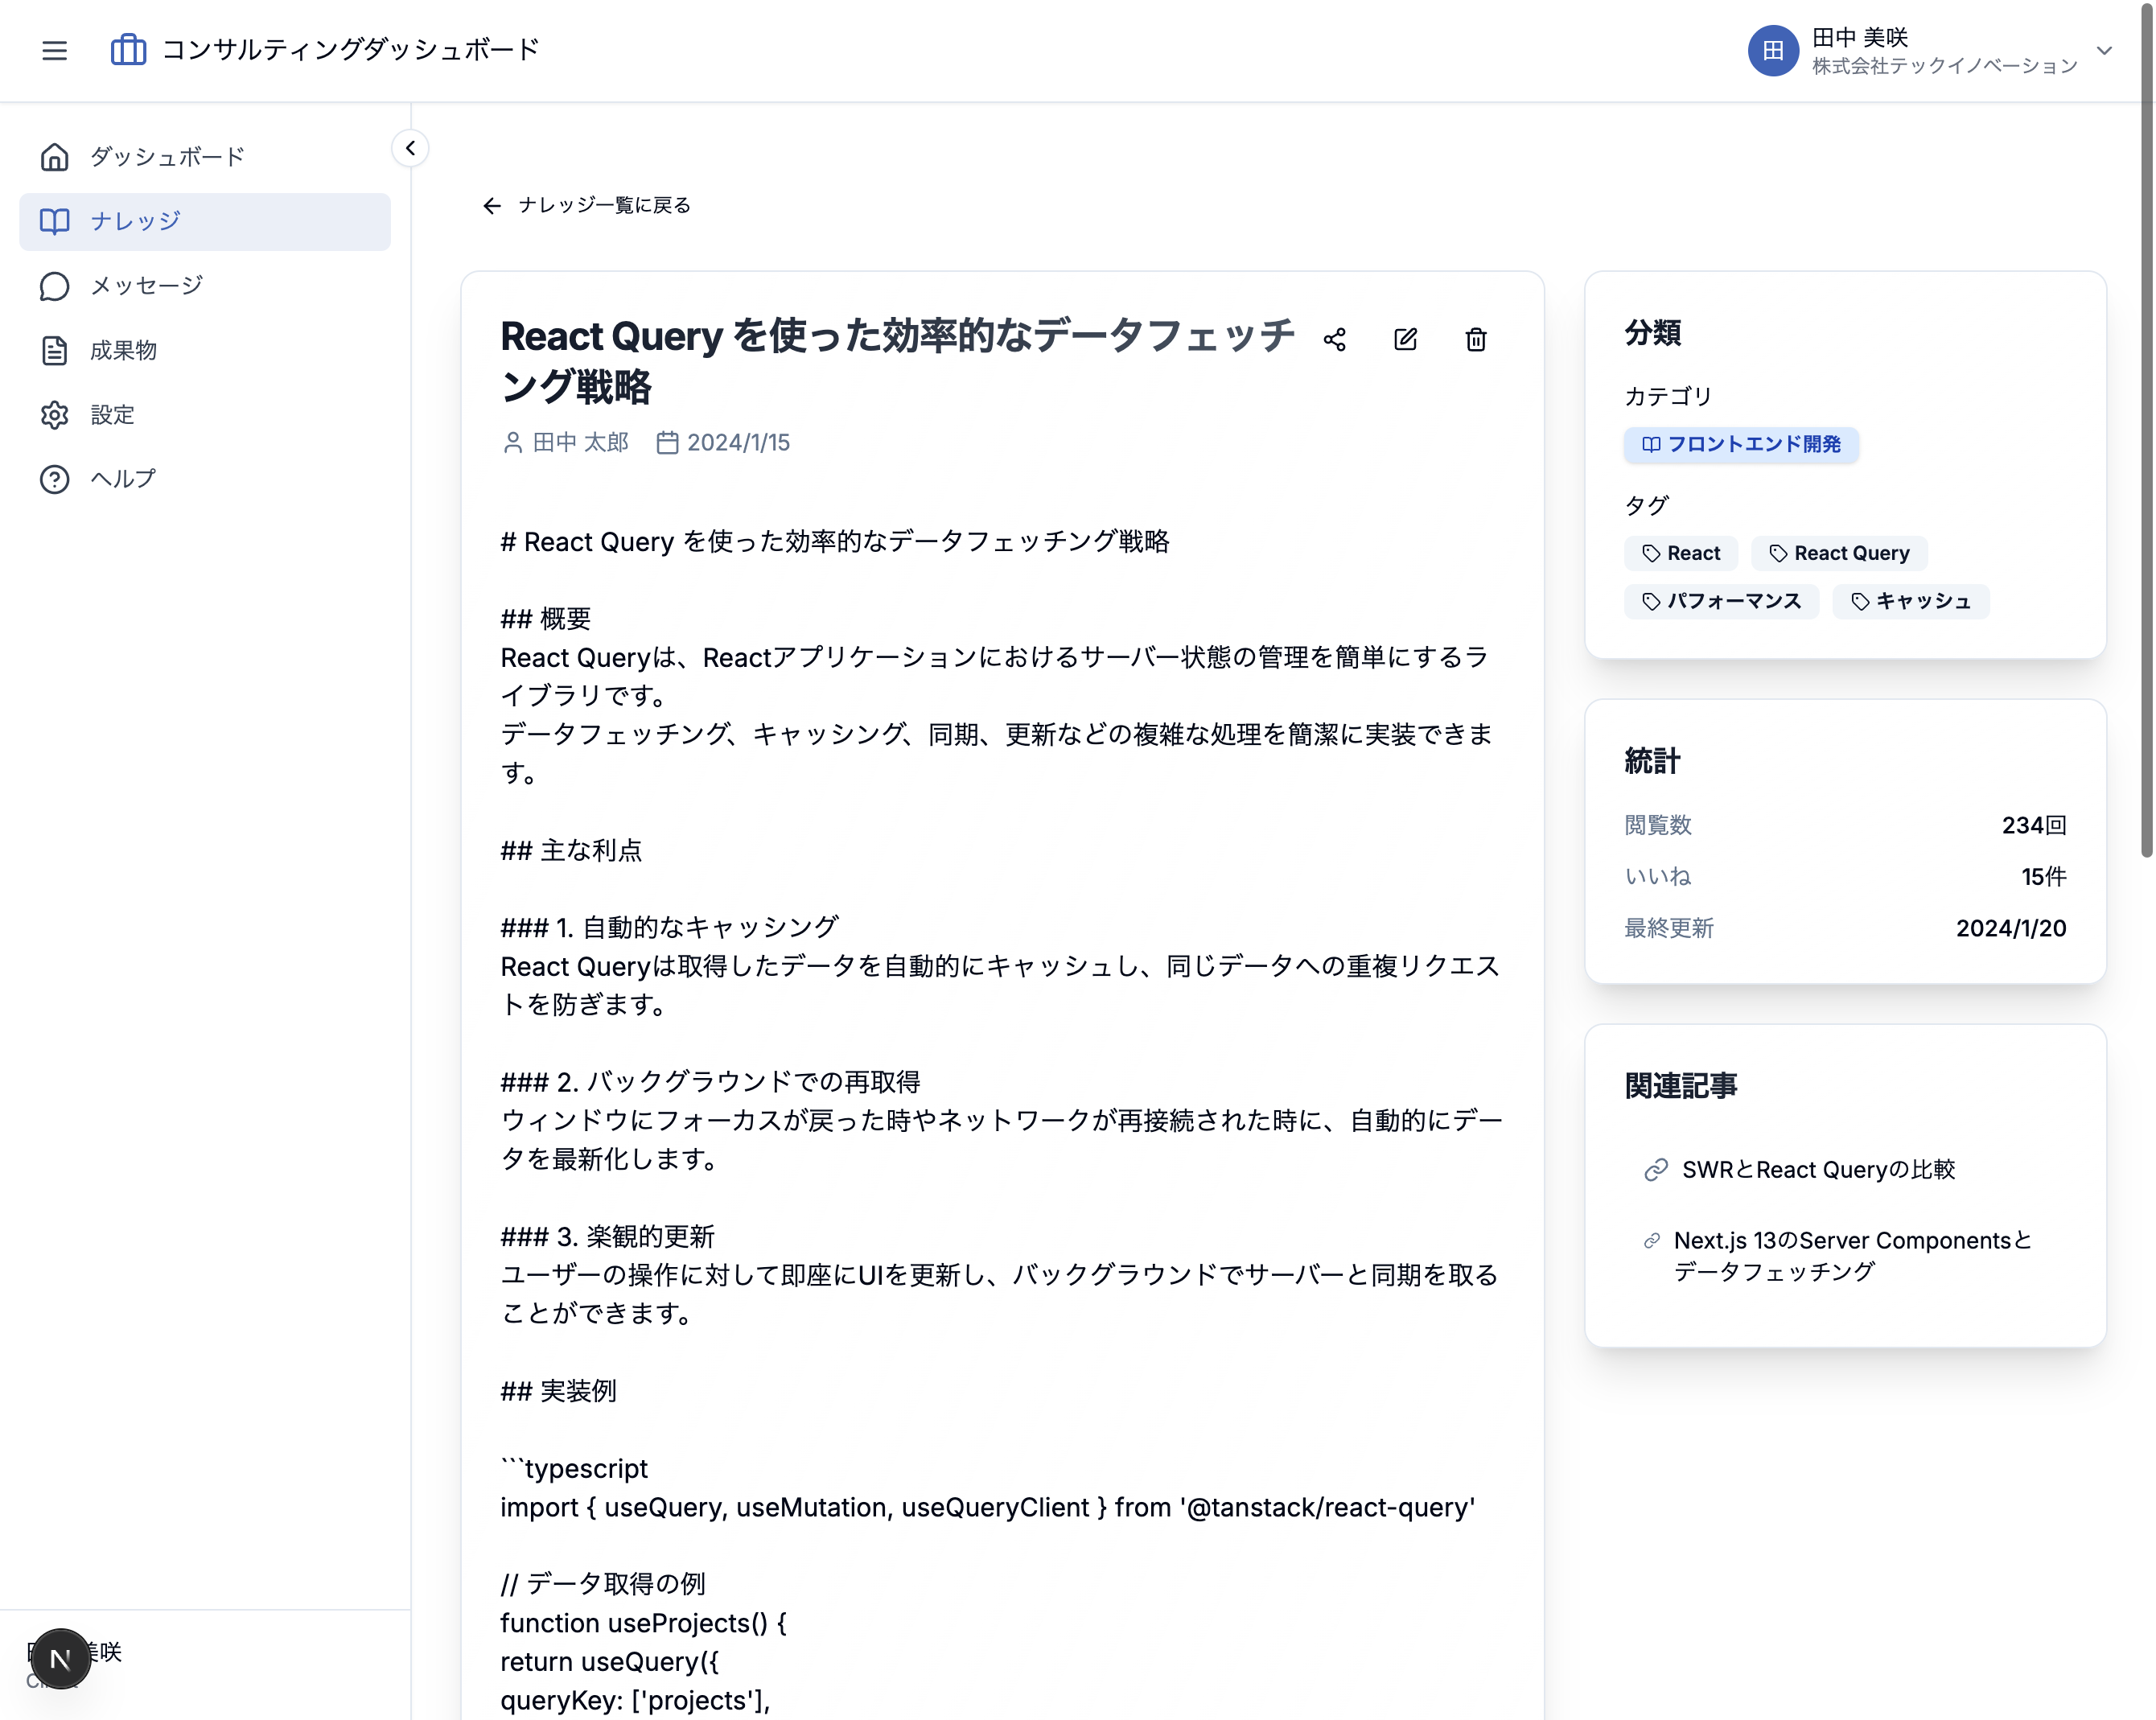 コンサルティングダッシュボード
田
田中 美咲
株式会社テックイノベーション
ダッシュボード
ナレッジ
メッセージ
成果物
設定
ヘルプ
美咲
N
ナレッジ一覧に戻る
React Query を使った効率的なデータフェッチ
ング戦略
田中 太郎 2024/1/15
# React Query を使った効率的なデータフェッチング戦略
## 概要
React Queryは、Reactアプリケーションにおけるサーバー状態の管理を簡単にするラ
イブラリです。
データフェッチング、キャッシング、同期、更新などの複雑な処理を簡潔に実装できま
す。
## 主な利点
### 1. 自動的なキャッシング
React Queryは取得したデータを自動的にキャッシュし、同じデータへの重複リクエス
トを防ぎます。
### 2. バックグラウンドでの再取得
ウィンドウにフォーカスが戻った時やネットワークが再接続された時に、自動的にデー
タを最新化します。
### 3. 楽観的更新
ユーザーの操作に対して即座にUIを更新し、バックグラウンドでサーバーと同期を取る
ことができます。
## 実装例
```typescript
import { useQuery, useMutation, useQueryClient } from '@tanstack/react-query'
// データ取得の例
function useProjects() {
return useQuery({
queryKey: ['projects'],
分類
カテゴリ
フロントエンド開発
タグ
React React Query
パフォーマンス キャッシュ
統計
閲覧数 234回
いいね 15件
最終更新 2024/1/20
関連記事
SWRとReact Queryの比較
Next.js 13のServer Componentsと
データフェッチング